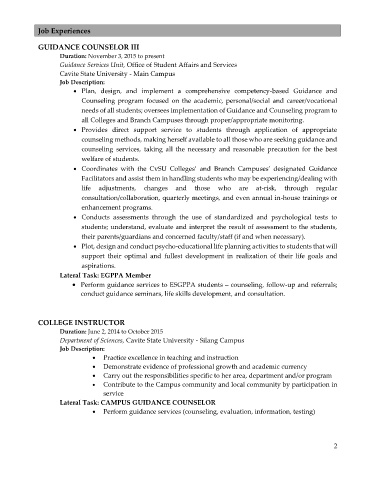 Job Experiences
GUIDANCE COUNSELOR III
Duration: November 3, 2015 to present
Guidance Services Unit, Office of Student Affairs and Services
Cavite State University - Main Campus
Job Description:
• Plan, design, and implement a comprehensive competency-based Guidance and
Counseling program focused on the academic, personal/social and career/vocational
needs of all students; oversees implementation of Guidance and Counseling program to
all Colleges and Branch Campuses through proper/appropriate monitoring.
• Provides direct support service to students through application of appropriate
counseling methods, making herself available to all those who are seeking guidance and
counseling services, taking all the necessary and reasonable precaution for the best
welfare of students.
• Coordinates with the CvSU Colleges' and Branch Campuses' designated Guidance
Facilitators and assist them in handling students who may be experiencing/dealing with
life adjustments, changes and those who are at-risk, through regular
consultation/collaboration, quarterly meetings, and even annual in-house trainings or
enhancement programs.
• Conducts assessments through the use of standardized and psychological tests to
students; understand, evaluate and interpret the result of assessment to the students,
their parents/guardians and concerned faculty/staff (if and when necessary).
• Plot, design and conduct psycho-educational life planning activities to students that will
support their optimal and fullest development in realization of their life goals and
aspirations.
Lateral Task: EGPPA Member
• Perform guidance services to ESGPPA students – counseling, follow-up and referrals;
conduct guidance seminars, life skills development, and consultation.
COLLEGE INSTRUCTOR
Duration: June 2, 2014 to October 2015
Department of Sciences, Cavite State University - Silang Campus
Job Description:
• Practice excellence in teaching and instruction
• Demonstrate evidence of professional growth and academic currency
• Carry out the responsibilities specific to her area, department and/or program
• Contribute to the Campus community and local community by participation in
service
Lateral Task: CAMPUS GUIDANCE COUNSELOR
• Perform guidance services (counseling, evaluation, information, testing)
2